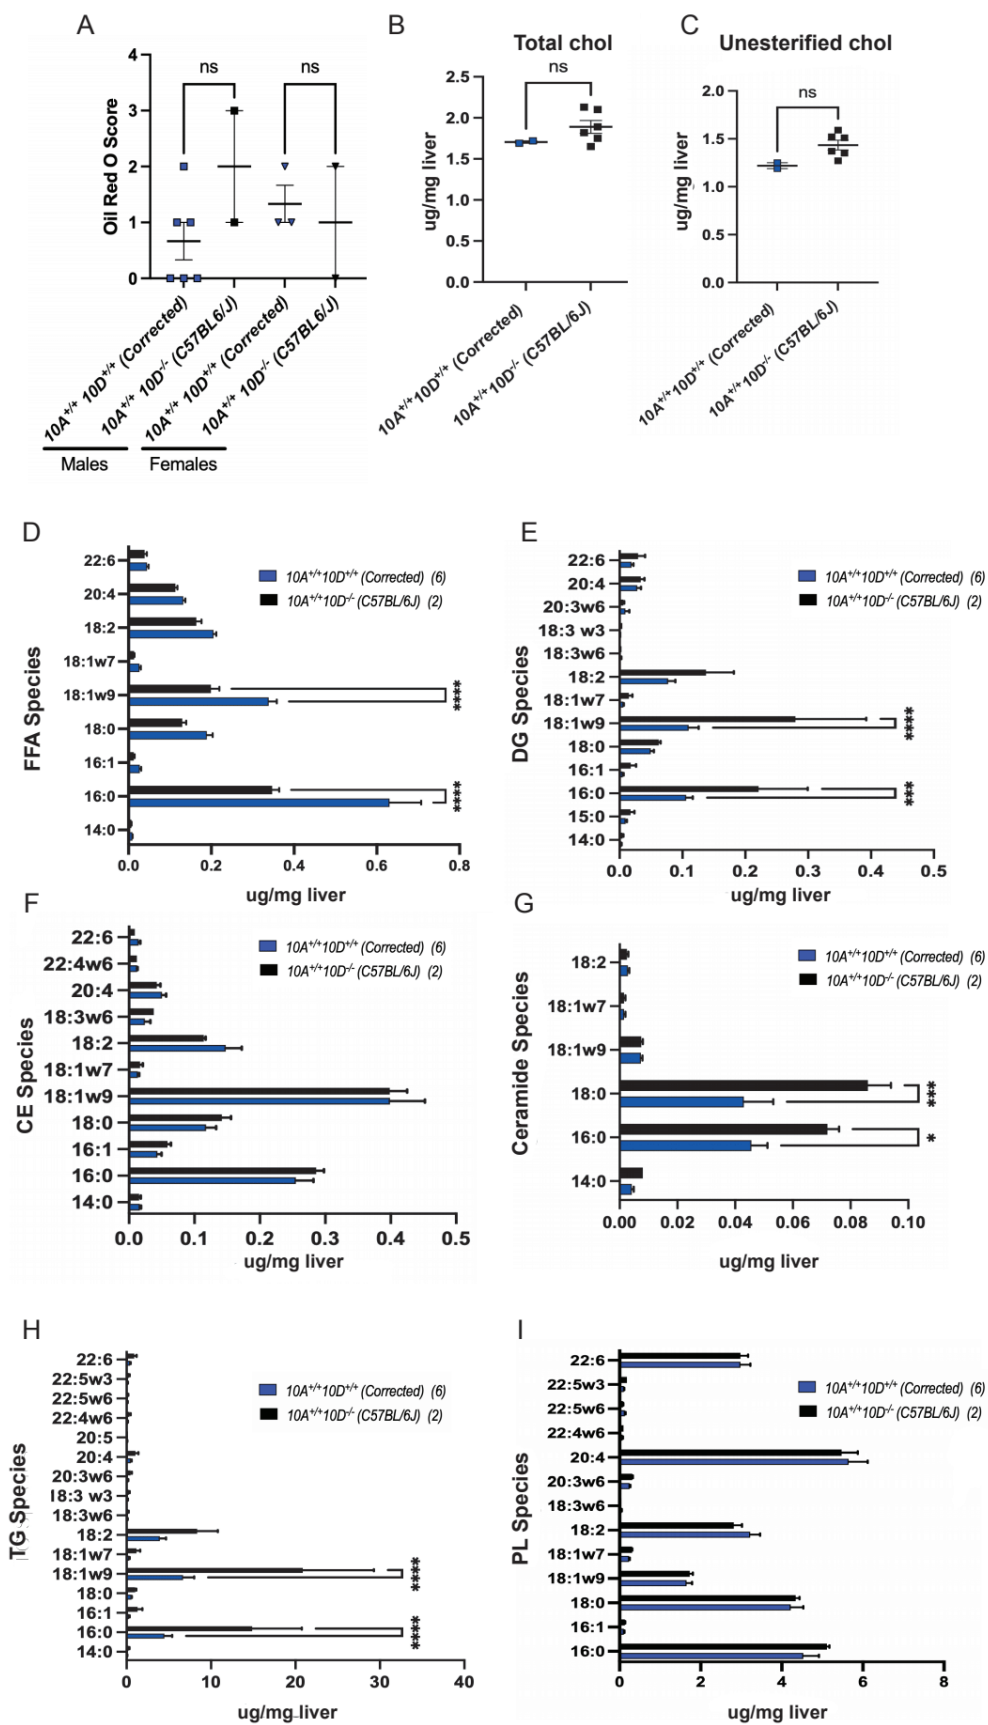 A
Oil Red O Score
4
3
2
1
0
ns
ns
10A+/+ 10D+/+ (Corrected)
10A+/+ 10D-/- (C57BL6/J)
10A+/+ 10D+/+ (Corrected)
10A+/+ 10D-/- (C57BL6/J)
Males
Females
B
Total chol
ug/mg liver
2.5
2.0
1.5
1.0
0.5
0.0
ns
10A+/+ 10D+/+ (Corrected)
10A+/+ 10D-/- (C57BL/6J)
C
Unesterified chol
ug/mg liver
2.0
1.5
1.0
0.5
0.0
ns
10A+/+ 10D+/+ (Corrected)
10A+/+ 10D-/- (C57BL/6J)
D
FFA Species
22:6
20:4
18:2
18:1w7
18:1w9
18:0
16:1
16:0
14:0
10A+/+10D+/+ (Corrected) (6)
10A+/+10D-/- (C57BL/6J) (2)
****
****
0.0 0.2 0.4 0.6 0.8
ug/mg liver
E
DG Species
22:6
20:4
20:3w6
18:3 w3
18:3w6
18:2
18:1w7
18:1w9
18:0
16:1
16:0
15:0
14:0
10A+/+10D+/+ (Corrected) (6)
10A+/+10D-/- (C57BL/6J) (2)
****
***
0.0 0.1 0.2 0.3 0.4 0.5
ug/mg liver
F
CE Species
22:6
22:4w6
20:4
18:3w6
18:2
18:1w7
18:1w9
18:0
16:1
16:0
14:0
10A+/+10D+/+ (Corrected) (6)
10A+/+10D-/- (C57BL/6J) (2)
0.0 0.1 0.2 0.3 0.4 0.5
ug/mg liver
G
Ceramide Species
18:2
18:1w7
18:1w9
18:0
16:0
14:0
10A+/+10D+/+ (Corrected) (6)
10A+/+10D-/- (C57BL/6J) (2)
***
*
0.00 0.02 0.04 0.06 0.08 0.10
ug/mg liver
H
TG Species
22:6
22:5w3
22:5w6
22:4w6
20:5
20:4
20:3w6
18:3 w3
18:3w6
18:2
18:1w7
18:1w9
18:0
16:1
16:0
14:0
10A+/+10D+/+ (Corrected) (6)
10A+/+10D-/- (C57BL/6J) (2)
****
****
0 10 20 30 40
ug/mg liver
I
PL Species
22:6
22:5w3
22:5w6
22:4w6
20:4
20:3w6
18:3w6
18:2
18:1w7
18:1w9
18:0
16:1
16:0
10A+/+10D+/+ (Corrected) (6)
10A+/+10D-/- (C57BL/6J) (2)
0 2 4 6 8
ug/mg liver